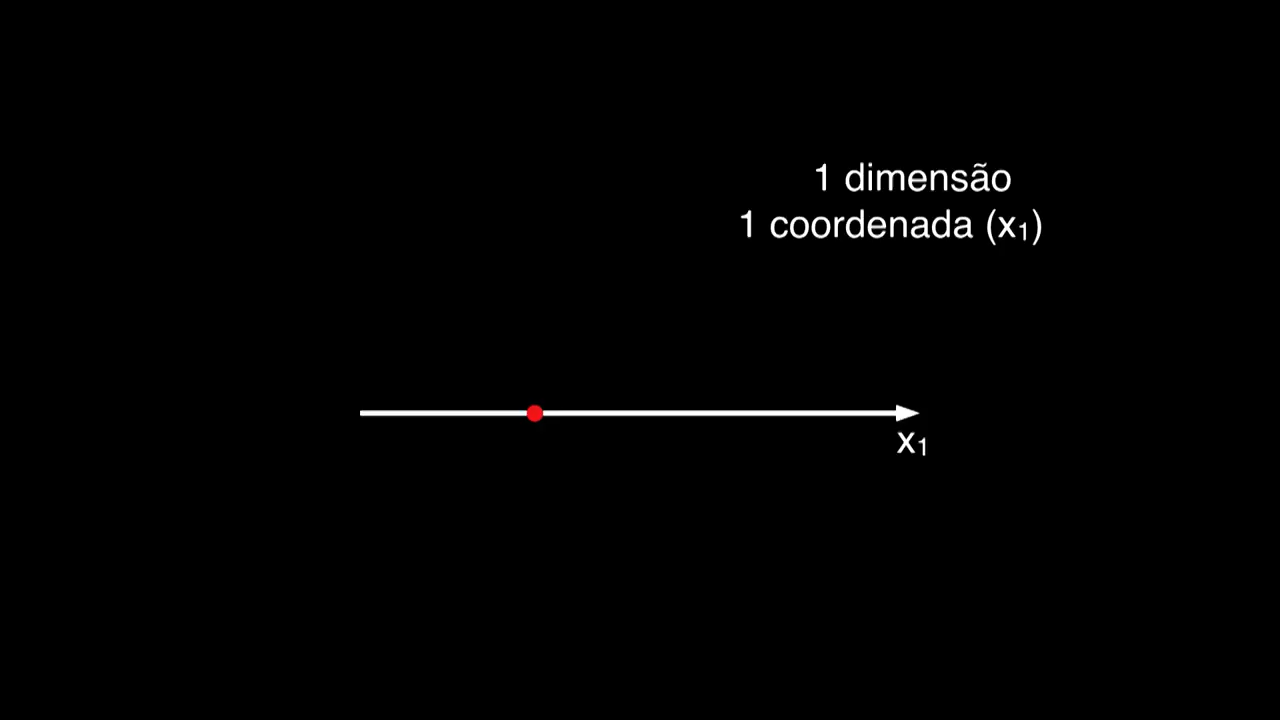 1 dimensão
1 coordenada (x₁)
x₁